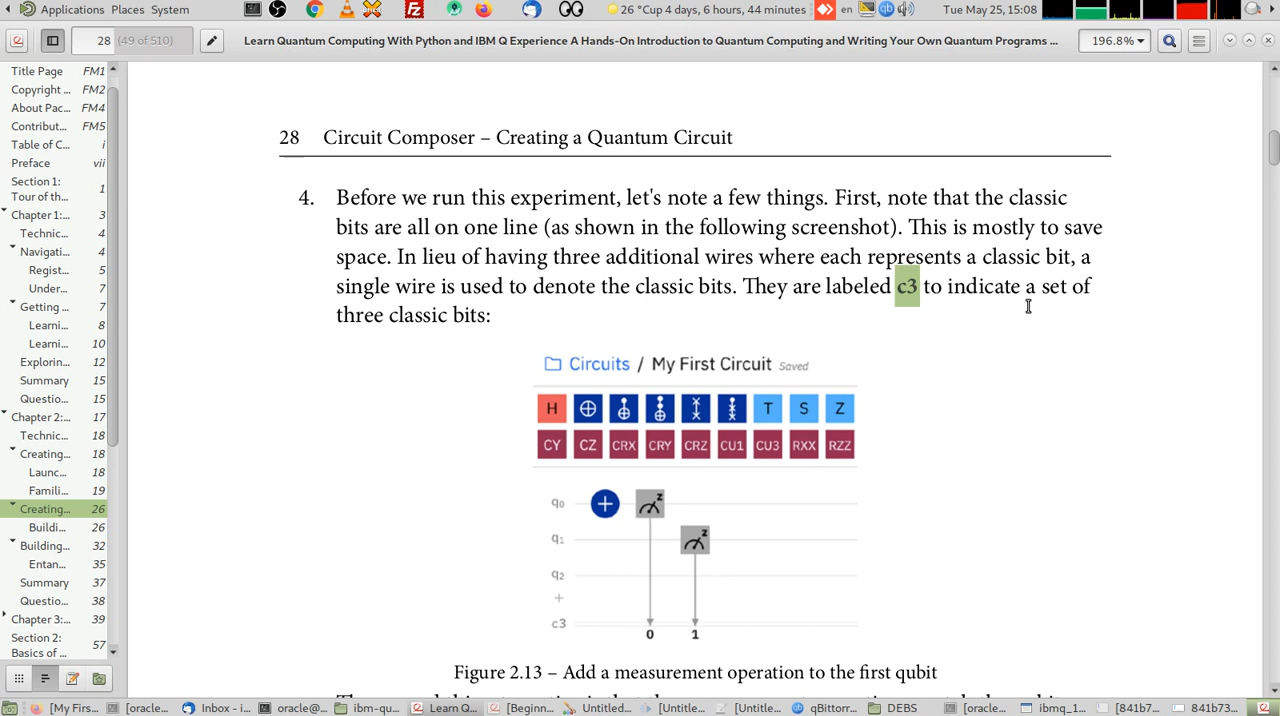 Applications Places System
26 °C up 4 days, 6 hours, 44 minutes
en
Tue May 25, 15:08
28 (49 of 510)
Learn Quantum Computing With Python and IBM Q Experience A Hands-On Introduction to Quantum Computing and Writing Your Own Quantum Programs ...
196.8%
Title Page FM1
Copyright ... FM2
About Pac... FM4
Contribut... FM5
Table of C... i
Preface vii
Section 1: Tour of th... 1
Chapter 1:... 3
Technic... 4
Navigati... 4
Regist... 5
Under... 7
Getting ... 7
Learni... 8
Learni... 10
Explorin... 12
Summary 15
Questio... 15
Chapter 2:... 17
Technic... 18
Creating... 18
Launc... 18
Famili... 19
Creating... 26
Buildi... 26
Building... 32
Entan... 35
Summary 37
Questio... 38
Chapter 3:... 39
Section 2: Basics of ... 57
28 Circuit Composer – Creating a Quantum Circuit
4. Before we run this experiment, let's note a few things. First, note that the classic
bits are all on one line (as shown in the following screenshot). This is mostly to save
space. In lieu of having three additional wires where each represents a classic bit, a
single wire is used to denote the classic bits. They are labeled c3 to indicate a set of
three classic bits:
Circuits / My First Circuit Saved
H T S Z
CY CZ CRX CRY CRZ CU1 CU3 RXX RZZ
q0 + z
q1 z
q2
+
c3
0 1
Figure 2.13 – Add a measurement operation to the first qubit
[My Firs... [oracle... Inbox - i... oracle@... ibm-qu... Learn Q... [Beginn... Untitled... [Untitle... [Untitle... qBittorr... DEBS [oracle... ibmq_1... [841b7... 841b73...